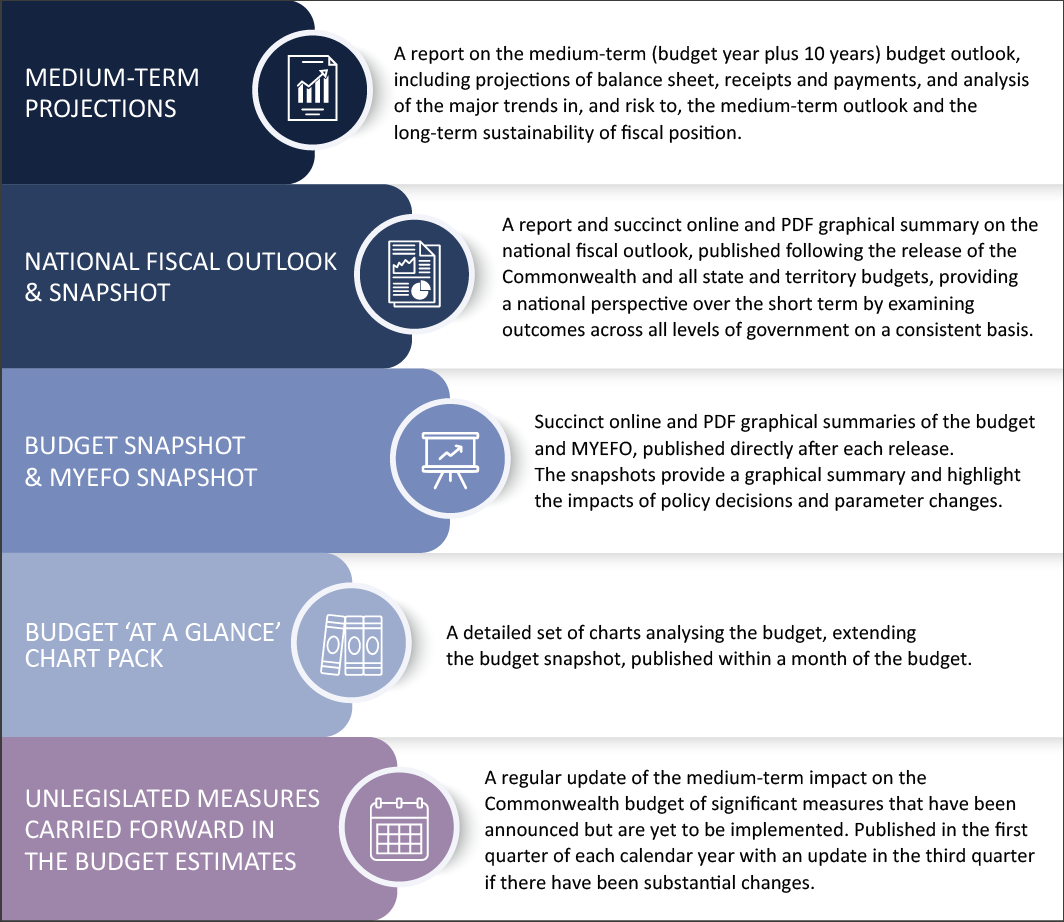 MEDIUM-TERM
PROJECTIONS
A report on the medium-term (budget year plus 10 years) budget outlook,
including projections of balance sheet, receipts and payments, and analysis
of the major trends in, and risk to, the medium-term outlook and the
long-term sustainability of fiscal position.
NATIONAL FISCAL OUTLOOK
& SNAPSHOT
A report and succinct online and PDF graphical summary on the
national fiscal outlook, published following the release of the
Commonwealth and all state and territory budgets, providing
a national perspective over the short term by examining
outcomes across all levels of government on a consistent basis.
BUDGET SNAPSHOT
& MYEFO SNAPSHOT
Succinct online and PDF graphical summaries of the budget
and MYEFO, published directly after each release.
The snapshots provide a graphical summary and highlight
the impacts of policy decisions and parameter changes.
BUDGET ‘AT A GLANCE’
CHART PACK
A detailed set of charts analysing the budget, extending
the budget snapshot, published within a month of the budget.
UNLEGISLATED MEASURES
CARRIED FORWARD IN
THE BUDGET ESTIMATES
A regular update of the medium-term impact on the
Commonwealth budget of significant measures that have been
announced but are yet to be implemented. Published in the first
quarter of each calendar year with an update in the third quarter
if there have been substantial changes.